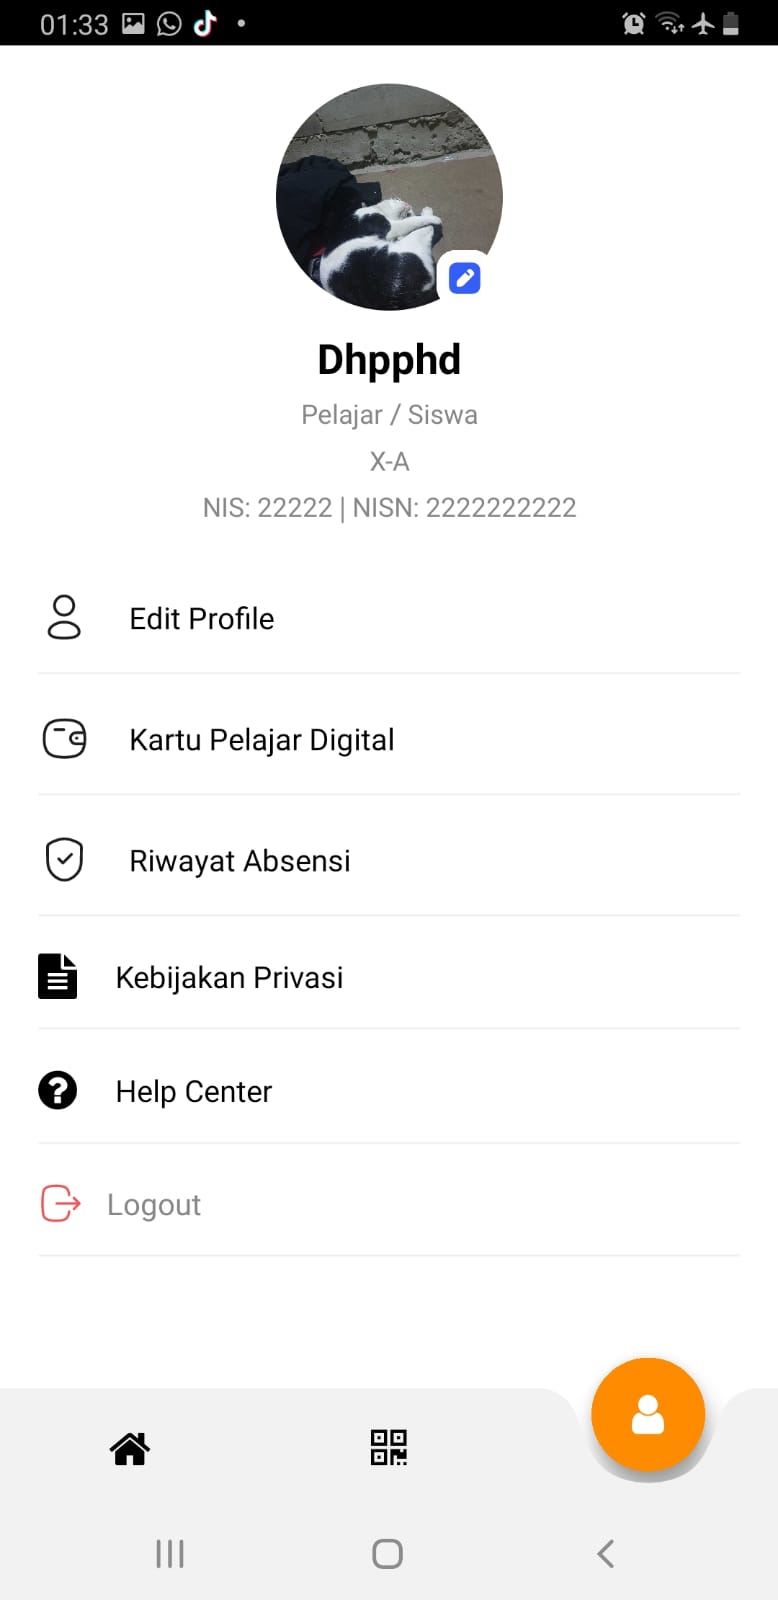 01:33
Dhpphd
Pelajar / Siswa
X-A
NIS: 22222 | NISN: 2222222222
Edit Profile
Kartu Pelajar Digital
Riwayat Absensi
Kebijakan Privasi
Help Center
Logout